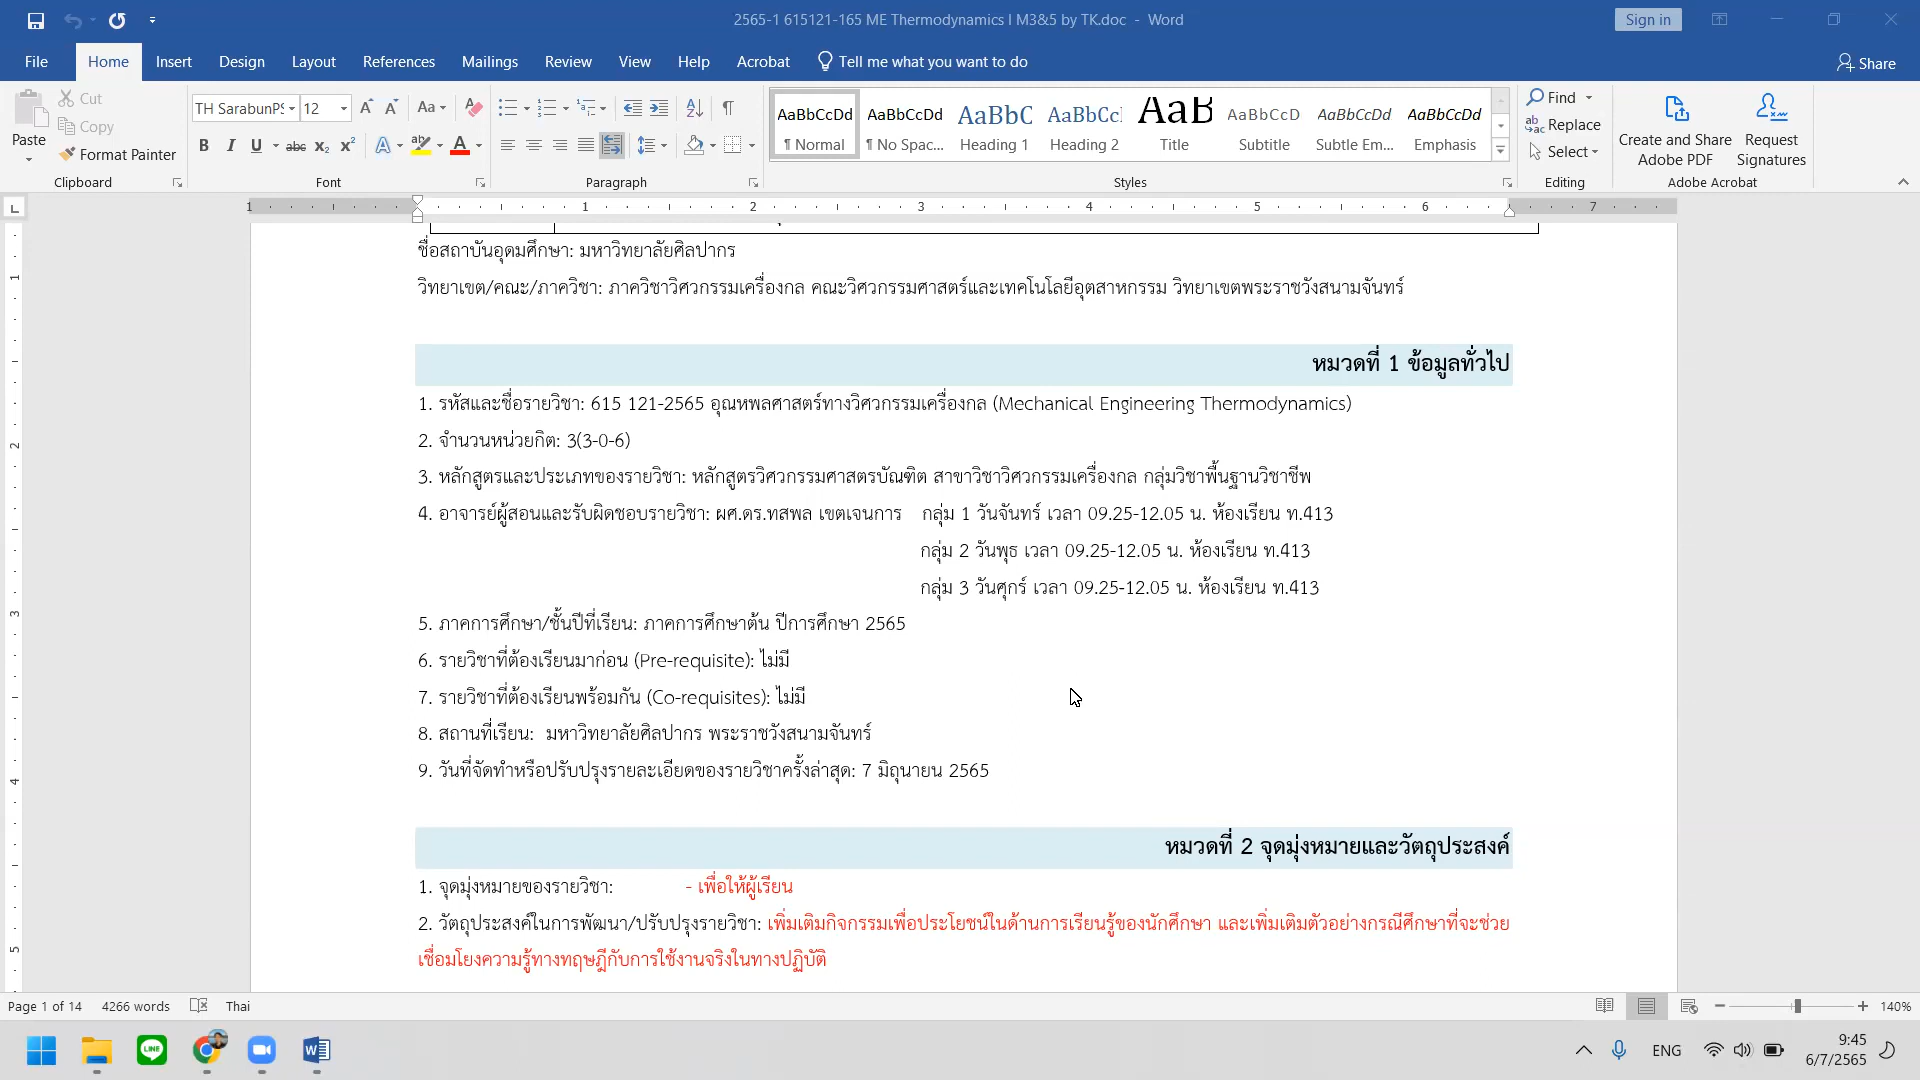 2565-1 615121-165 ME Thermodynamics I M3&5 by TK.doc - Word
Sign in
File Home Insert Design Layout References Mailings Review View Help Acrobat Tell me what you want to do Share
Paste
Cut
Copy
Format Painter
TH SarabunPS 12
AaBbCcDd AaBbCcDd AaBbC AaBbCcI AaB AaBbCcD AaBbCcDd AaBbCcDd
¶ Normal ¶ No Spac... Heading 1 Heading 2 Title Subtitle Subtle Em... Emphasis
Find
Replace
Select
Create and Share Adobe PDF
Request Signatures
Clipboard Font Paragraph Styles Editing Adobe Acrobat
1 1 2 3 4 5 6 7
ชื่อสถาบันอุดมศึกษา: มหาวิทยาลัยศิลปากร
วิทยาเขต/คณะ/ภาควิชา: ภาควิชาวิศวกรรมเครื่องกล คณะวิศวกรรมศาสตร์และเทคโนโลยีอุตสาหกรรม วิทยาเขตพระราชวังสนามจันทร์
หมวดที่ 1 ข้อมูลทั่วไป
1. รหัสและชื่อรายวิชา: 615 121-2565 อุณหพลศาสตร์ทางวิศวกรรมเครื่องกล (Mechanical Engineering Thermodynamics)
2. จำนวนหน่วยกิต: 3(3-0-6)
3. หลักสูตรและประเภทของรายวิชา: หลักสูตรวิศวกรรมศาสตรบัณฑิต สาขาวิชาวิศวกรรมเครื่องกล กลุ่มวิชาพื้นฐานวิชาชีพ
4. อาจารย์ผู้สอนและรับผิดชอบรายวิชา: ผศ.ดร.ทสพล เขตเจนการ กลุ่ม 1 วันจันทร์ เวลา 09.25-12.05 น. ห้องเรียน ท.413
กลุ่ม 2 วันพุธ เวลา 09.25-12.05 น. ห้องเรียน ท.413
กลุ่ม 3 วันศุกร์ เวลา 09.25-12.05 น. ห้องเรียน ท.413
5. ภาคการศึกษา/ชั้นปีที่เรียน: ภาคการศึกษาต้น ปีการศึกษา 2565
6. รายวิชาที่ต้องเรียนมาก่อน (Pre-requisite): ไม่มี
7. รายวิชาที่ต้องเรียนพร้อมกัน (Co-requisites): ไม่มี
8. สถานที่เรียน: มหาวิทยาลัยศิลปากร พระราชวังสนามจันทร์
9. วันที่จัดทำหรือปรับปรุงรายละเอียดของรายวิชาครั้งล่าสุด: 7 มิถุนายน 2565
หมวดที่ 2 จุดมุ่งหมายและวัตถุประสงค์
1. จุดมุ่งหมายของรายวิชา: - เพื่อให้ผู้เรียน
2. วัตถุประสงค์ในการพัฒนา/ปรับปรุงรายวิชา: เพิ่มเติมกิจกรรมเพื่อประโยชน์ในด้านการเรียนรู้ของนักศึกษา และเพิ่มเติมตัวอย่างกรณีศึกษาที่จะช่วย
เชื่อมโยงความรู้ทางทฤษฎีกับการใช้งานจริงในทางปฏิบัติ
Page 1 of 14 4266 words Thai 140%
ENG
9:45
6/7/2565